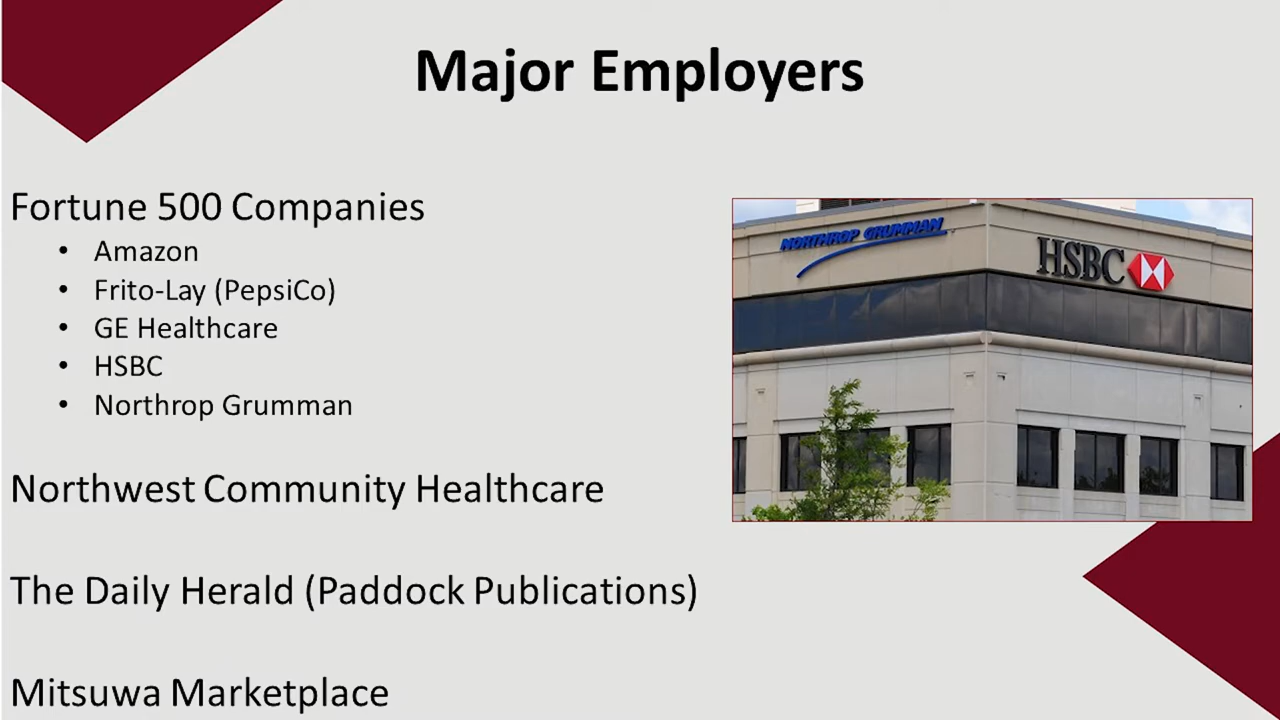 Major Employers
Fortune 500 Companies
• Amazon
• Frito-Lay (PepsiCo)
• GE Healthcare
• HSBC
• Northrop Grumman
Northwest Community Healthcare
The Daily Herald (Paddock Publications)
Mitsuwa Marketplace
NORTHROP GRUMMAN
HSBC